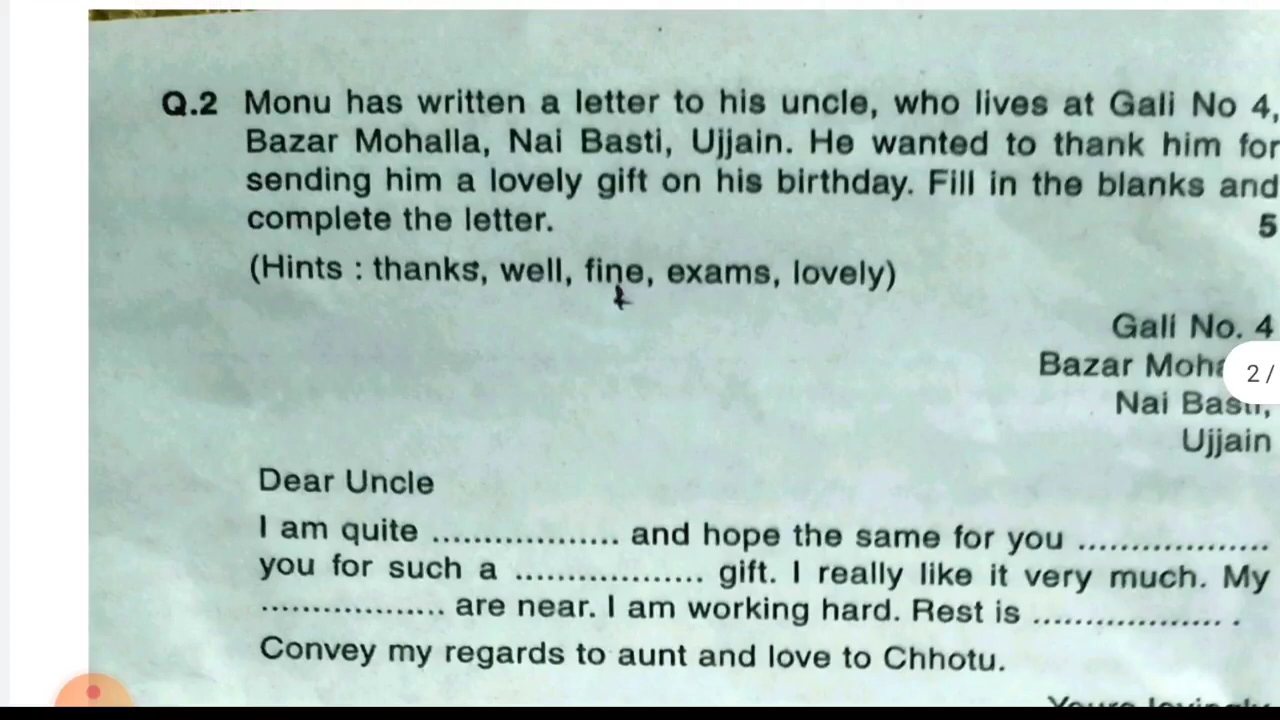 Q.2 Monu has written a letter to his uncle, who lives at Gali No 4,
Bazar Mohalla, Nai Basti, Ujjain. He wanted to thank him for
sending him a lovely gift on his birthday. Fill in the blanks and
complete the letter. 5
(Hints : thanks, well, fine, exams, lovely)
Gali No. 4
Bazar
2 /
Nai Basti,
Ujjain
Dear Uncle
I am quite .................. and hope the same for you ..................
you for such a .................. gift. I really like it very much. My
.................. are near. I am working hard. Rest is .................. .
Convey my regards to aunt and love to Chhotu.